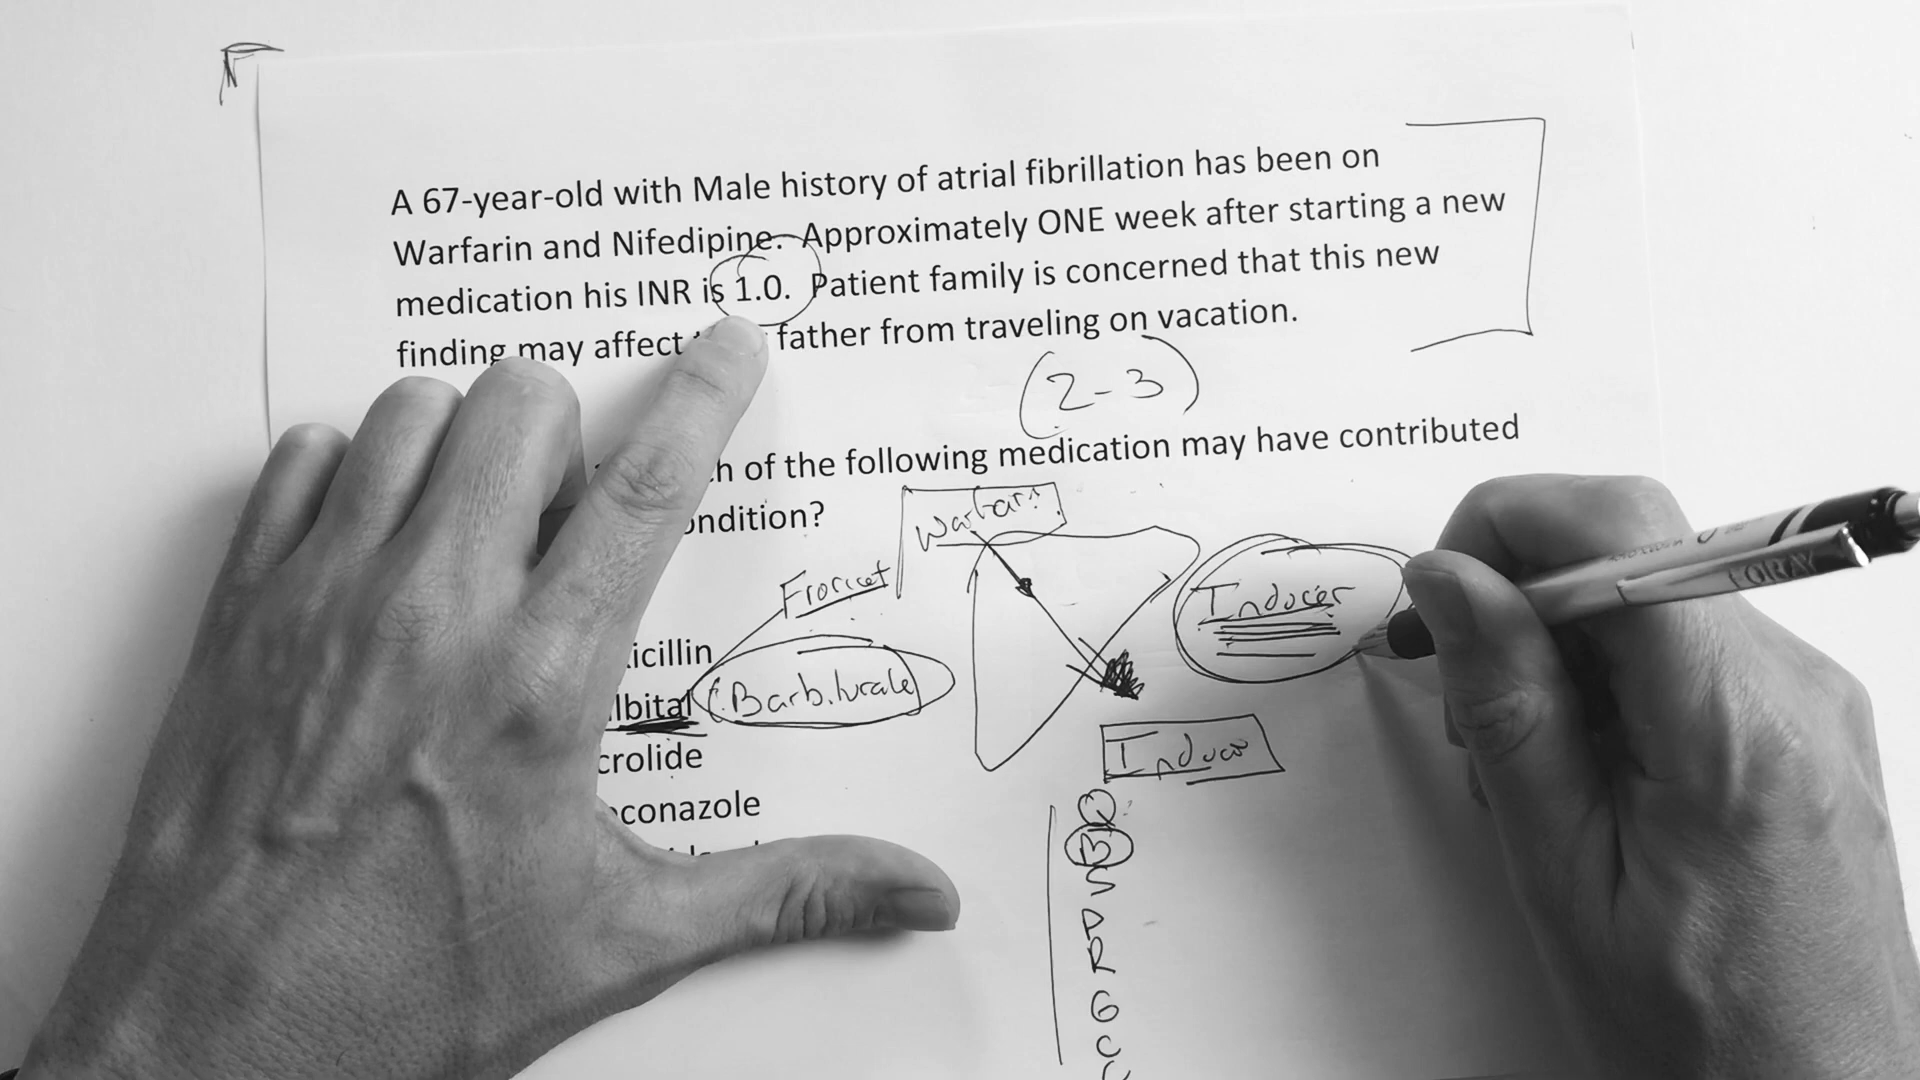 A 67-year-old with Male history of atrial fibrillation has been on
Warfarin and Nifedipine. Approximately ONE week after starting a new
medication his INR is 1.0. Patient family is concerned that this new
finding may affect father from traveling on vacation.
(2-3)
h of the following medication may have contributed
ondition?
Warfari
Fioricet
Inducer
icillin
lbital (Barbiturate)
crolide
Inducer
conazole
FORAY